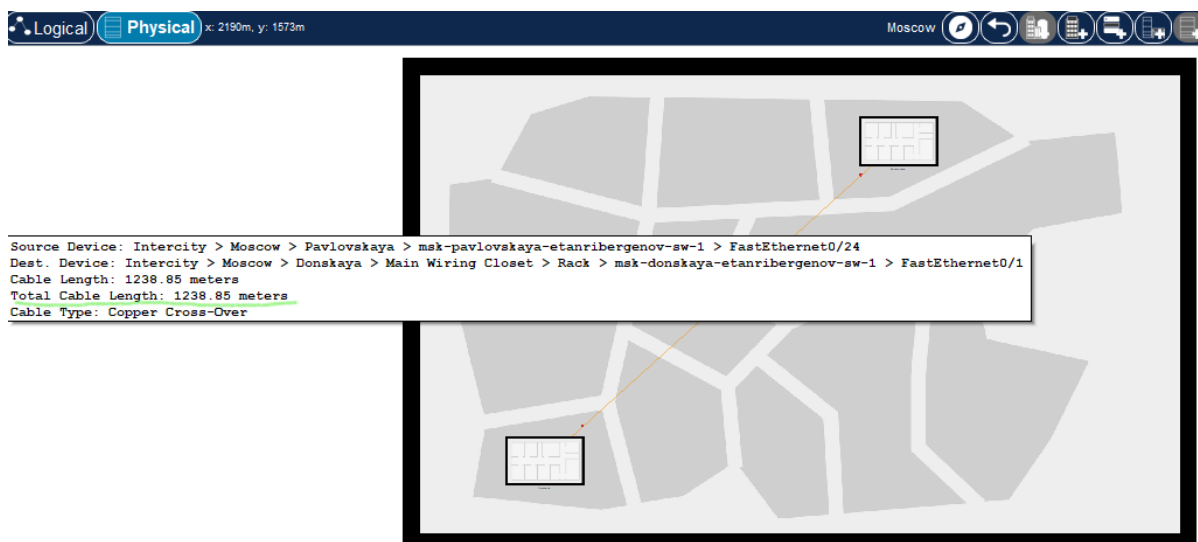 Logical Physical x: 2190m, y: 1573m Moscow
Source Device: Intercity > Moscow > Pavlovskaya > msk-pavlovskaya-etanribergenov-sw-1 > FastEthernet0/24
Dest. Device: Intercity > Moscow > Donskaya > Main Wiring Closet > Rack > msk-donskaya-etanribergenov-sw-1 > FastEthernet0/1
Cable Length: 1238.85 meters
Total Cable Length: 1238.85 meters
Cable Type: Copper Cross-Over